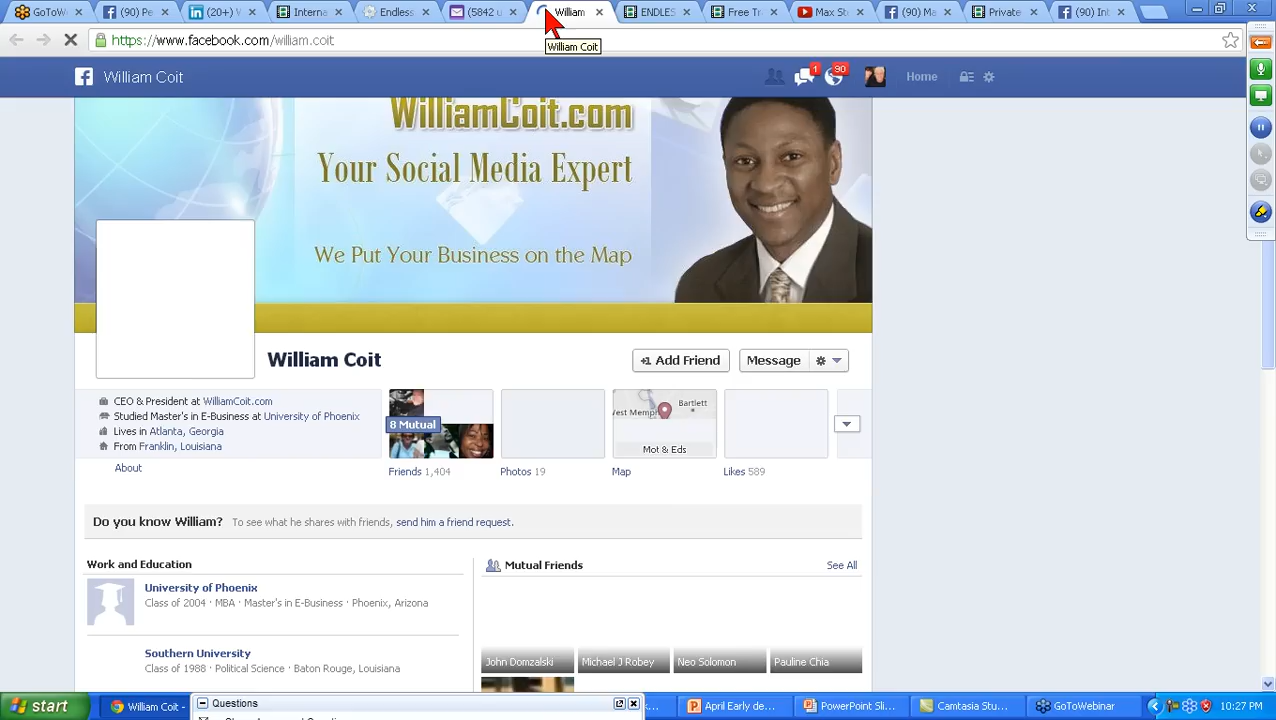 GoToW
(90) Pe
(20+) V
Interna
Endless
(5842 u
William
ENDLES
Free Tr
Max St
(90) Ma
Private
(90) Int
https://www.facebook.com/william.coit
William Coit
William Coit
1
90
Home
WilliamCoit.com
Your Social Media Expert
We Put Your Business on the Map
William Coit
+1 Add Friend
Message
CEO & President at WilliamCoit.com
Studied Master's in E-Business at University of Phoenix
Lives in Atlanta, Georgia
From Franklin, Louisiana
About
8 Mutual
Friends 1,404
Photos 19
West Memph
Bartlett
Mot & Eds
Map
Likes 589
Do you know William? To see what he shares with friends, send him a friend request.
Work and Education
University of Phoenix
Class of 2004 · MBA · Master's in E-Business · Phoenix, Arizona
Southern University
Class of 1988 · Political Science · Baton Rouge, Louisiana
Mutual Friends
See All
John Domzalski
Michael J Robey
Neo Solomon
Pauline Chia
Questions
start
William Coit -
April Early de...
PowerPoint Sli...
Camtasia Stu...
GoToWebinar
10:27 PM